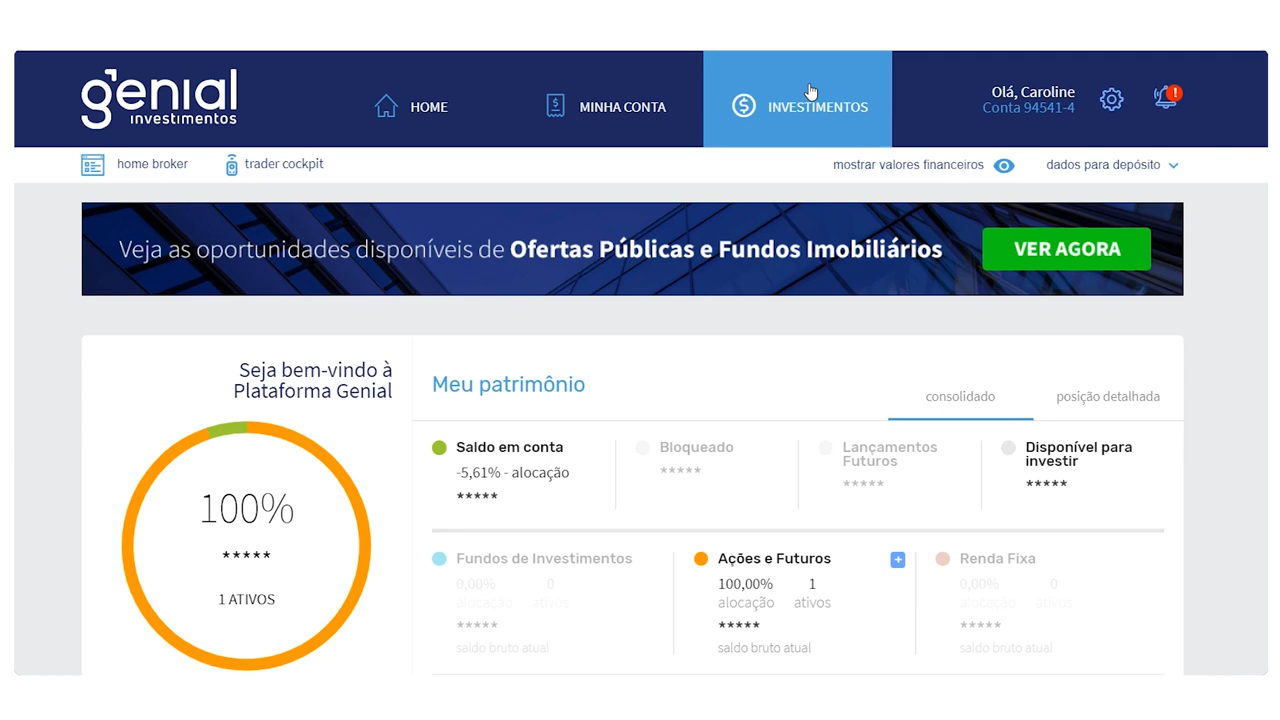 genial
investimentos
HOME
MINHA CONTA
INVESTIMENTOS
Olá, Caroline
Conta 94541-4
!
home broker
trader cockpit
mostrar valores financeiros
dados para depósito
Veja as oportunidades disponíveis de Ofertas Públicas e Fundos Imobiliários
VER AGORA
Seja bem-vindo à
Plataforma Genial
100%
*****
1 ATIVOS
Meu patrimônio
consolidado
posição detalhada
Saldo em conta
-5,61% - alocação
*****
Bloqueado
*****
Lançamentos
Futuros
*****
Disponível para
investir
*****
Fundos de Investimentos
0,00% 0
alocação ativos
*****
saldo bruto atual
Ações e Futuros
100,00% 1
alocação ativos
*****
saldo bruto atual
Renda Fixa
0,00% 0
alocação ativos
*****
saldo bruto atual